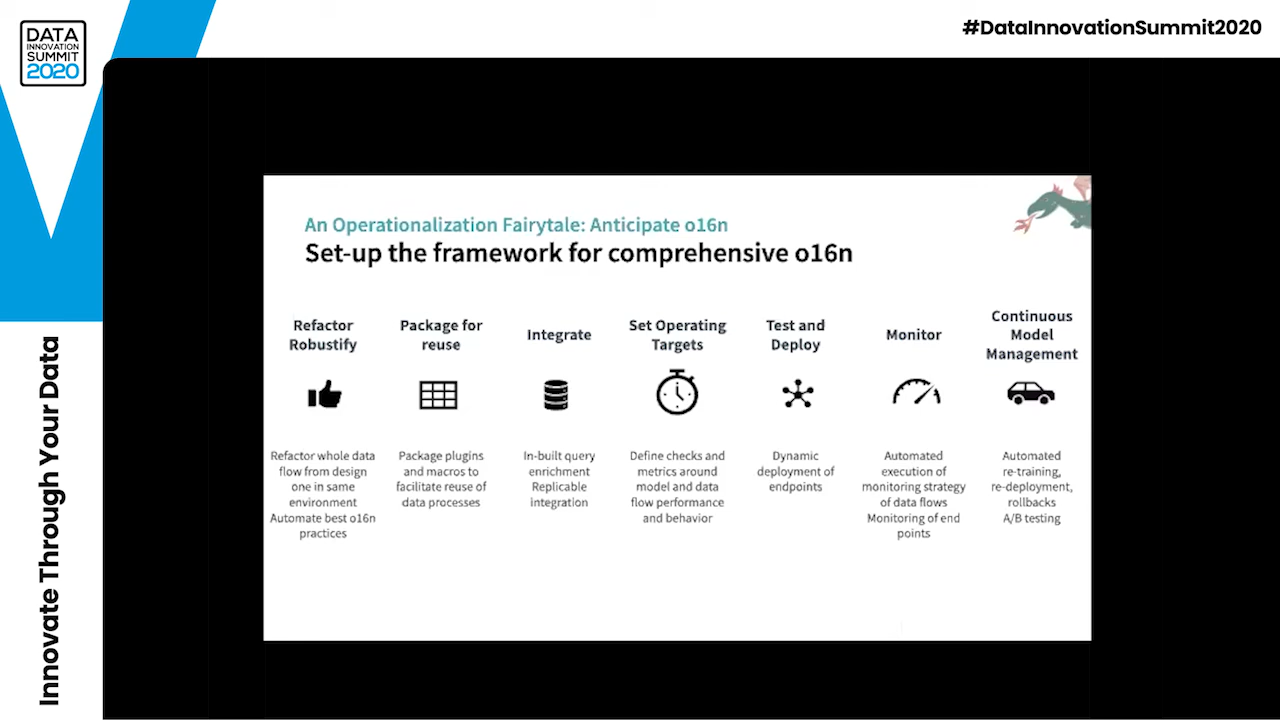 DATA
INNOVATION
SUMMIT
2020
#DataInnovationSummit2020
Innovate Through Your Data
An Operationalization Fairytale: Anticipate o16n
Set-up the framework for comprehensive o16n
Refactor
Robustify
Refactor whole data
flow from design
one in same
environment
Automate best o16n
practices
Package for
reuse
Package plugins
and macros to
facilitate reuse of
data processes
Integrate
In-built query
enrichment
Replicable
integration
Set Operating
Targets
Define checks and
metrics around
model and data
flow performance
and behavior
Test and
Deploy
Dynamic
deployment of
endpoints
Monitor
Automated
execution of
monitoring strategy
of data flows
Monitoring of end
points
Continuous
Model
Management
Automated
re-training,
re-deployment,
rollbacks
A/B testing